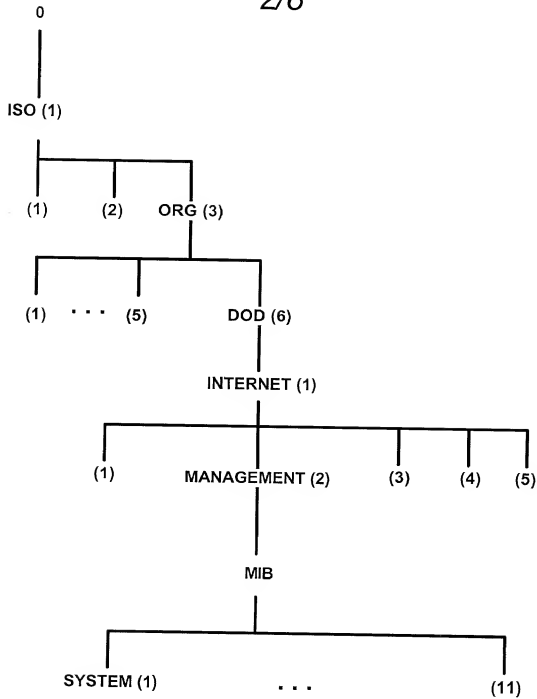 2/6
0
ISO (1)
(1) (2) ORG (3)
(1) . . . (5) DOD (6)
INTERNET (1)
(1) MANAGEMENT (2) (3) (4) (5)
MIB
SYSTEM (1) . . . (11)